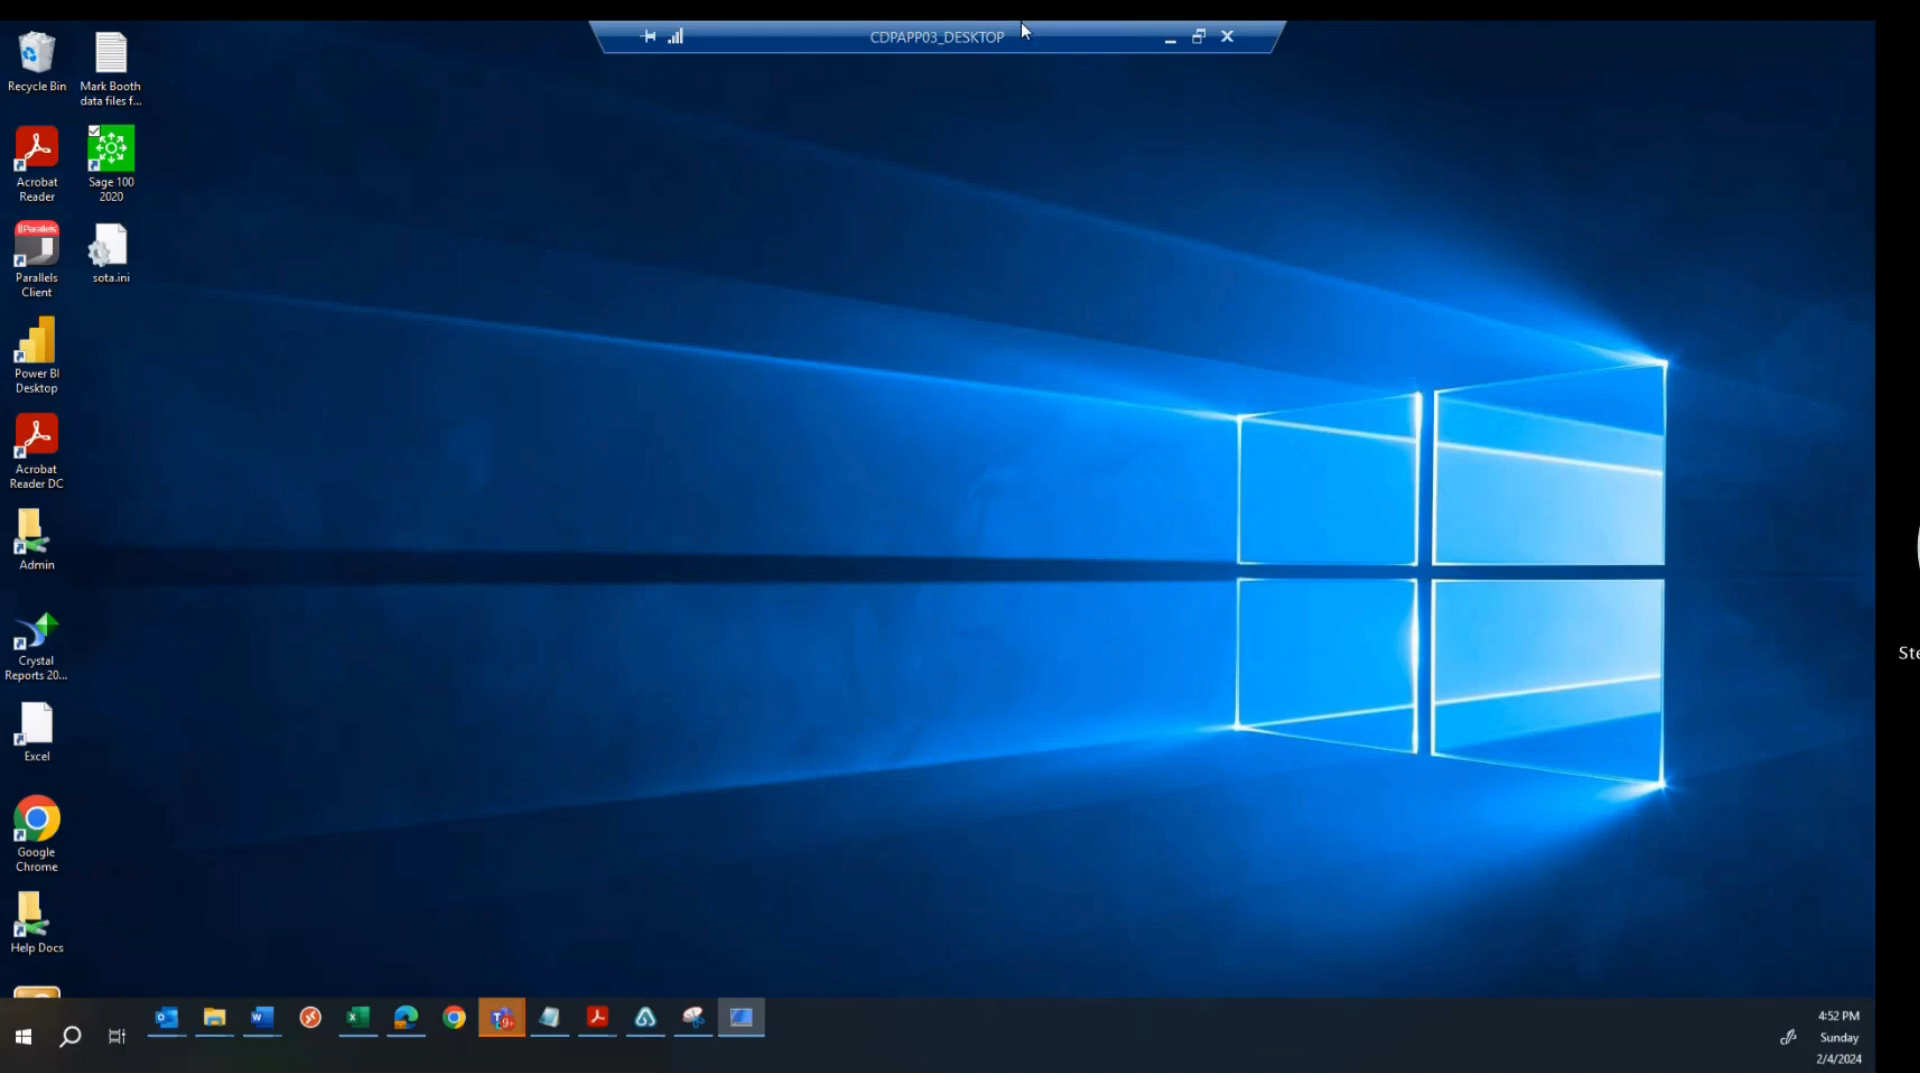 CDPAPP03_DESKTOP
Recycle Bin
Mark Booth
data files f...
Acrobat
Reader
Sage 100
2020
Parallels
Parallels
Client
sota.ini
Power BI
Desktop
Acrobat
Reader DC
Admin
Crystal
Reports 20...
Excel
Google
Chrome
Help Docs
Ste
9+
4:52 PM
Sunday
2/4/2024